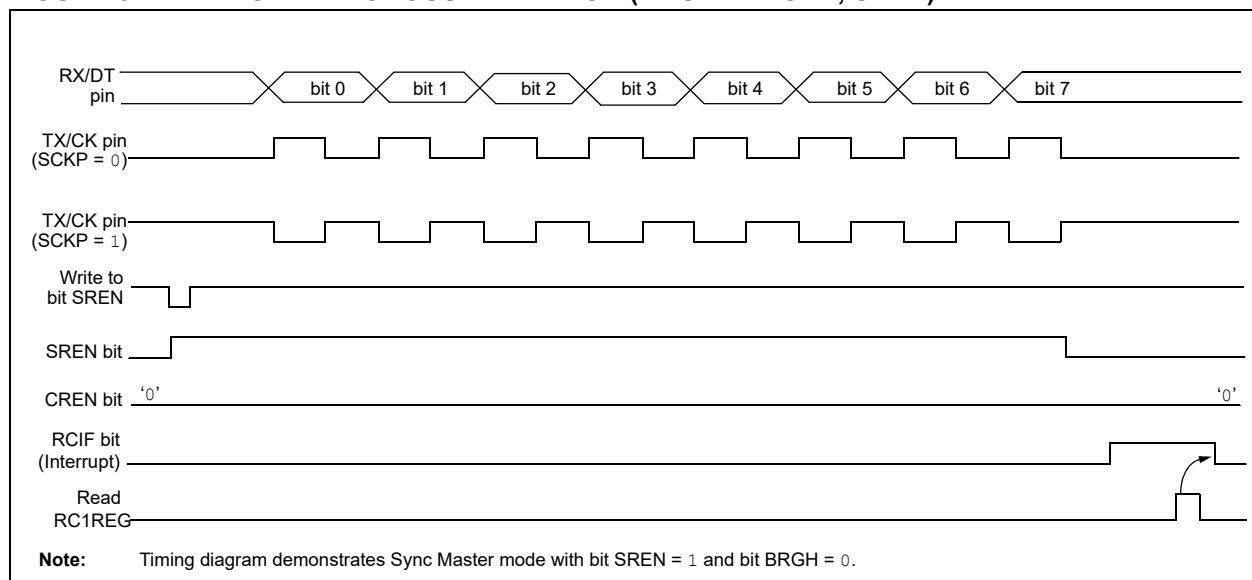 RX/DT
pin
bit 0 bit 1 bit 2 bit 3 bit 4 bit 5 bit 6 bit 7
TX/CK pin
(SCKP = 0)
TX/CK pin
(SCKP = 1)
Write to
bit SREN
SREN bit
CREN bit '0' '0'
RCIF bit
(Interrupt)
Read
RC1REG
Note: Timing diagram demonstrates Sync Master mode with bit SREN = 1 and bit BRGH = 0.